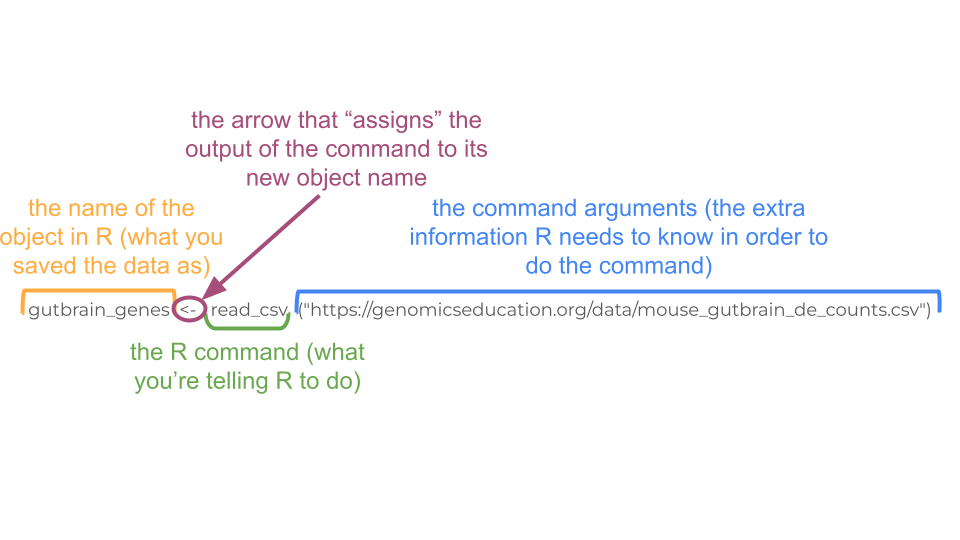 the arrow that “assigns” the
output of the command to its
new object name
the name of the
object in R (what you
saved the data as)
the command arguments (the extra
information R needs to know in order to
do the command)
gutbrain_genes <- read_csv ("https://genomicseducation.org/data/mouse_gutbrain_de_counts.csv")
the R command (what
you’re telling R to do)